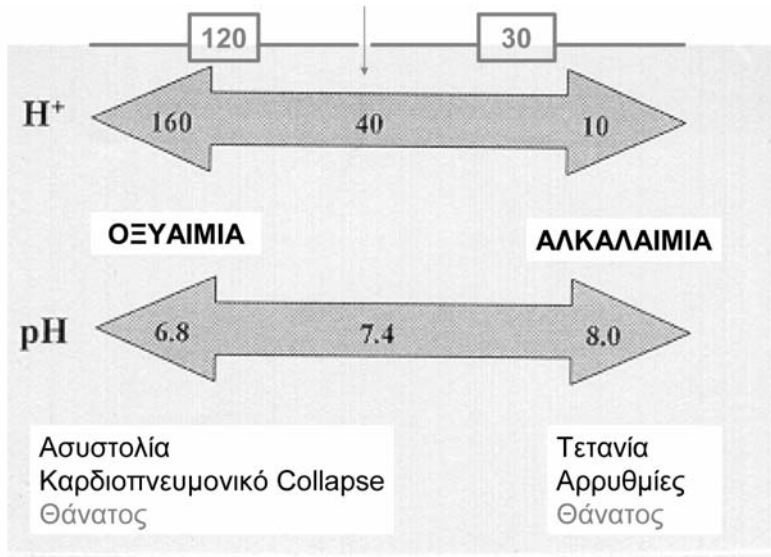 120 30
H⁺ 160 40 10
ΟΞΥΑΙΜΙΑ ΑΛΚΑΛΑΙΜΙΑ
pH 6.8 7.4 8.0
Ασυστολία
Καρδιοπνευμονικό Collapse
Θάνατος
Τετανία
Αρρυθμίες
Θάνατος